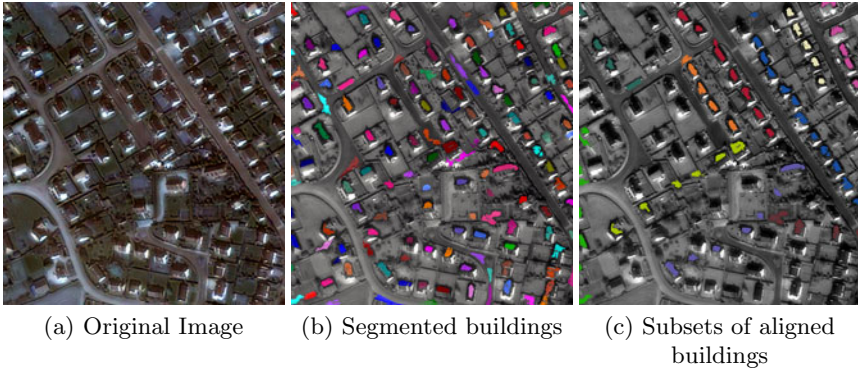 (a) Original Image
(b) Segmented buildings
(c) Subsets of aligned
buildings